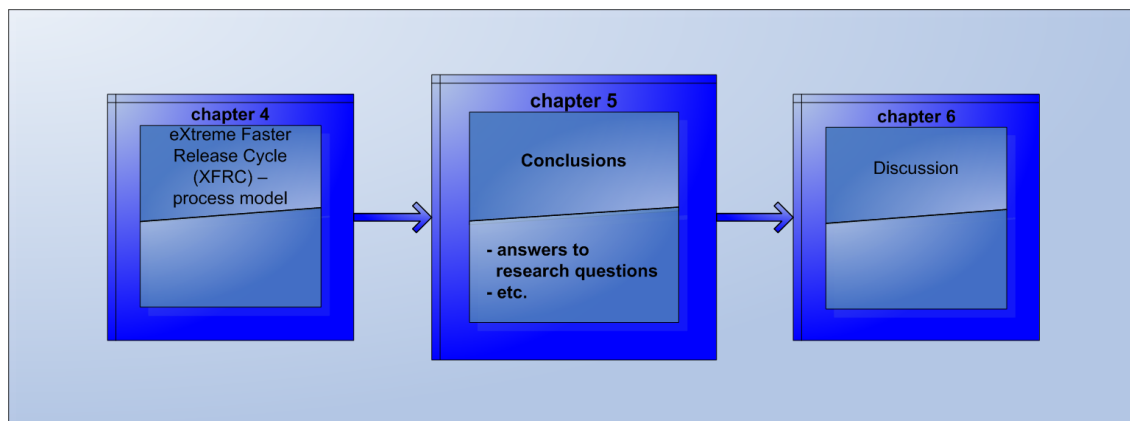 chapter 4
eXtreme Faster
Release Cycle
(XFRC) –
process model
chapter 5
Conclusions
- answers to
research questions
- etc.
chapter 6
Discussion